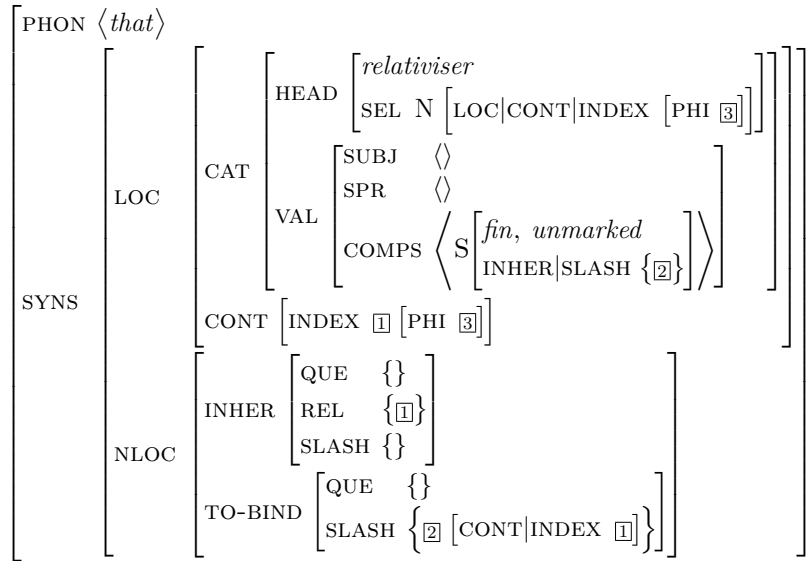 PHON ⟨that⟩
relativiser
HEAD
SEL N [LOC|CONT|INDEX [PHI 3]]
SUBJ ⟨⟩
CAT
SPR ⟨⟩
LOC
VAL
fin, unmarked
COMPS ⟨S[INHER|SLASH {2}]⟩
SYNS
CONT [INDEX 1 [PHI 3]]
QUE {}
INHER REL {1}
SLASH {}
NLOC
QUE {}
TO-BIND
SLASH {2 [CONT|INDEX 1]}